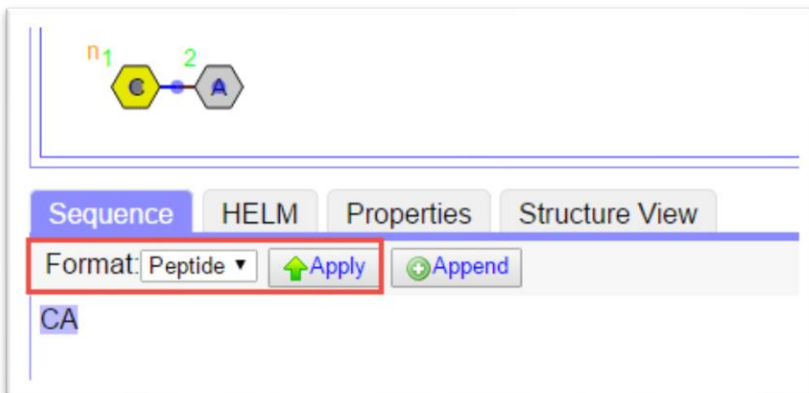 n 1 2
C A
Sequence HELM Properties Structure View
Format: Peptide ▼ Apply Append
CA